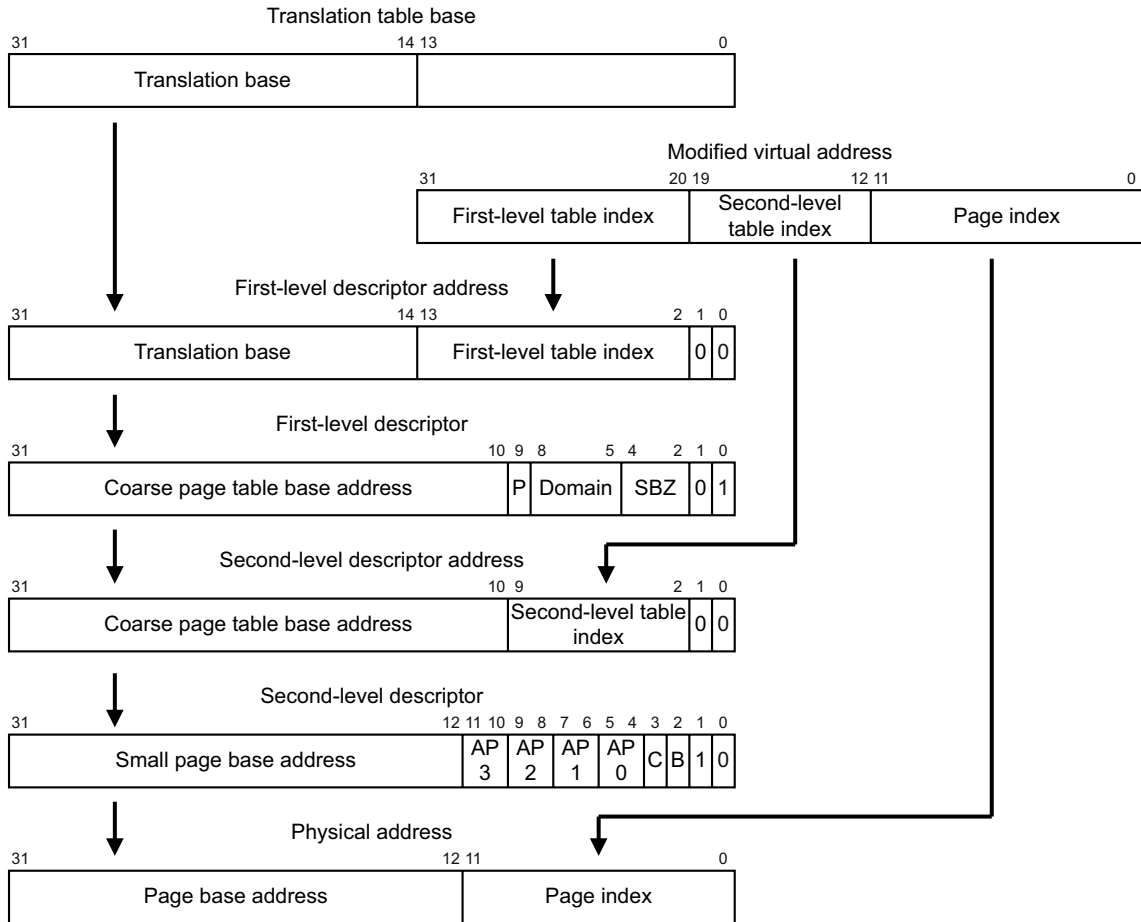 Translation table base
31 14 13 0
Translation base
Modified virtual address
31 20 19 12 11 0
First-level table index Second-level table index Page index
First-level descriptor address
31 14 13 2 1 0
Translation base First-level table index 0 0
First-level descriptor
31 10 9 8 5 4 2 1 0
Coarse page table base address P Domain SBZ 0 1
Second-level descriptor address
31 10 9 2 1 0
Coarse page table base address Second-level table index 0 0
Second-level descriptor
31 12 11 10 9 8 7 6 5 4 3 2 1 0
Small page base address AP 3 AP 2 AP 1 AP 0 C B 1 0
Physical address
31 12 11 0
Page base address Page index